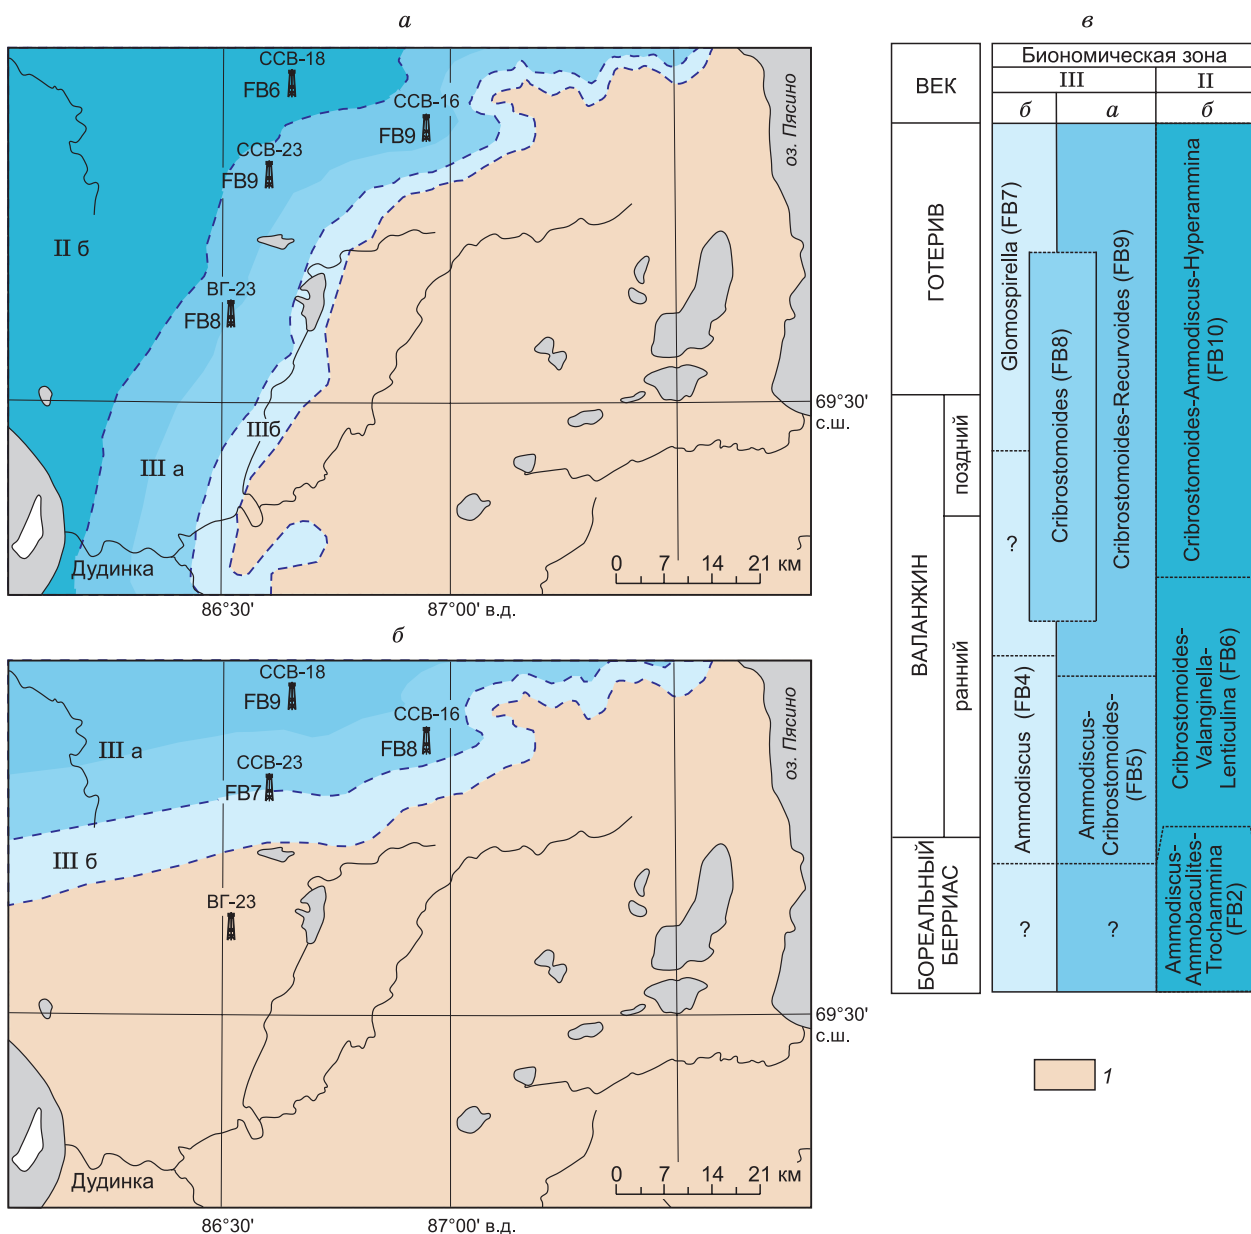 а
ССВ-18
FB6
ССВ-16
FB9
ССВ-23
FB9
оз. Пясино
II б
ВГ-23
FB8
69°30'
с.ш.
IIIб
III а
Дудинка
0 7 14 21 км
86°30' 87°00' в.д.
б
ССВ-18
FB9
ССВ-16
FB8
ССВ-23
FB7
оз. Пясино
III а
III б
ВГ-23
69°30'
с.ш.
Дудинка
0 7 14 21 км
86°30' 87°00' в.д.
в
ВЕК
Биономическая зона
III II
б а б
ГОТЕРИВ
ВАЛАНЖИН
поздний
ранний
БОРЕАЛЬНЫЙ
БЕРРИАС
Glomospirella (FB7)
?
Ammodiscus (FB4)
?
Cribrostomoides (FB8)
Cribrostomoides-Recurvoides (FB9)
Ammodiscus-
Cribrostomoides-
(FB5)
?
Cribrostomoides-Ammodiscus-Hyperammina
(FB10)
Cribrostomoides-
Valanginella-
Lenticulina (FB6)
Ammodiscus-
Ammobaculites-
Trochammina
(FB2)
1